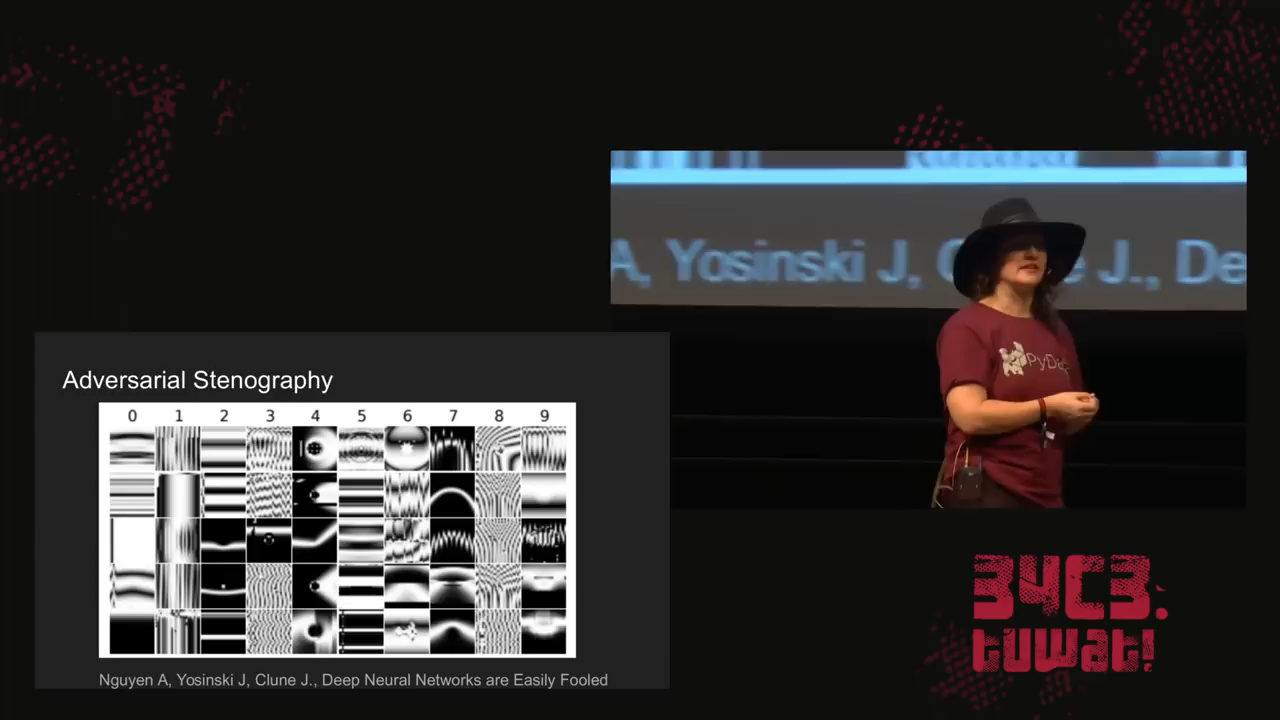 A, Yosinski J, C e J., De
PyDa
Adversarial Stenography
0 1 2 3 4 5 6 7 8 9
Nguyen A, Yosinski J, Clune J., Deep Neural Networks are Easily Fooled
34C3.
tuwat!